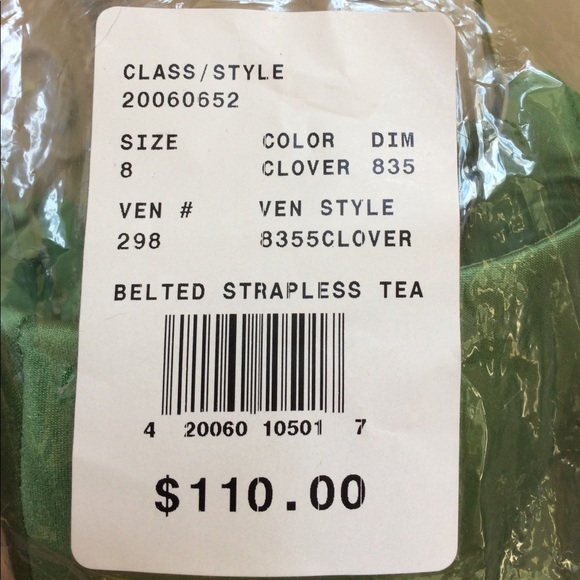 CLASS/STYLE
20060652
SIZE COLOR DIM
8 CLOVER 835
VEN # VEN STYLE
298 8355CLOVER
BELTED STRAPLESS TEA
4 20060 10501 7
$110.00